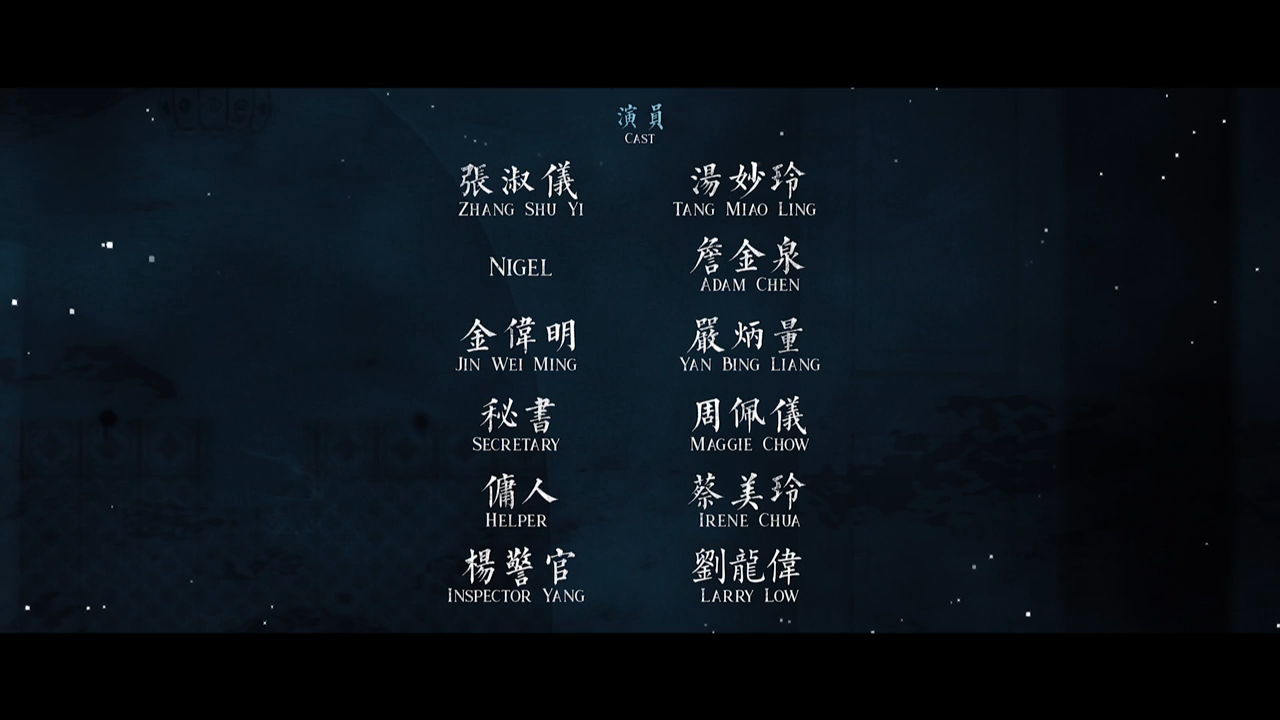 演員
CAST
張淑儀 湯妙玲
ZHANG SHU YI TANG MIAO LING
詹金泉
NIGEL ADAM CHEN
金偉明 嚴炳量
JIN WEI MING YAN BING LIANG
秘書 周佩儀
SECRETARY MAGGIE CHOW
傭人 蔡美玲
HELPER IRENE CHUA
楊警官 劉龍偉
INSPECTOR YANG LARRY LOW